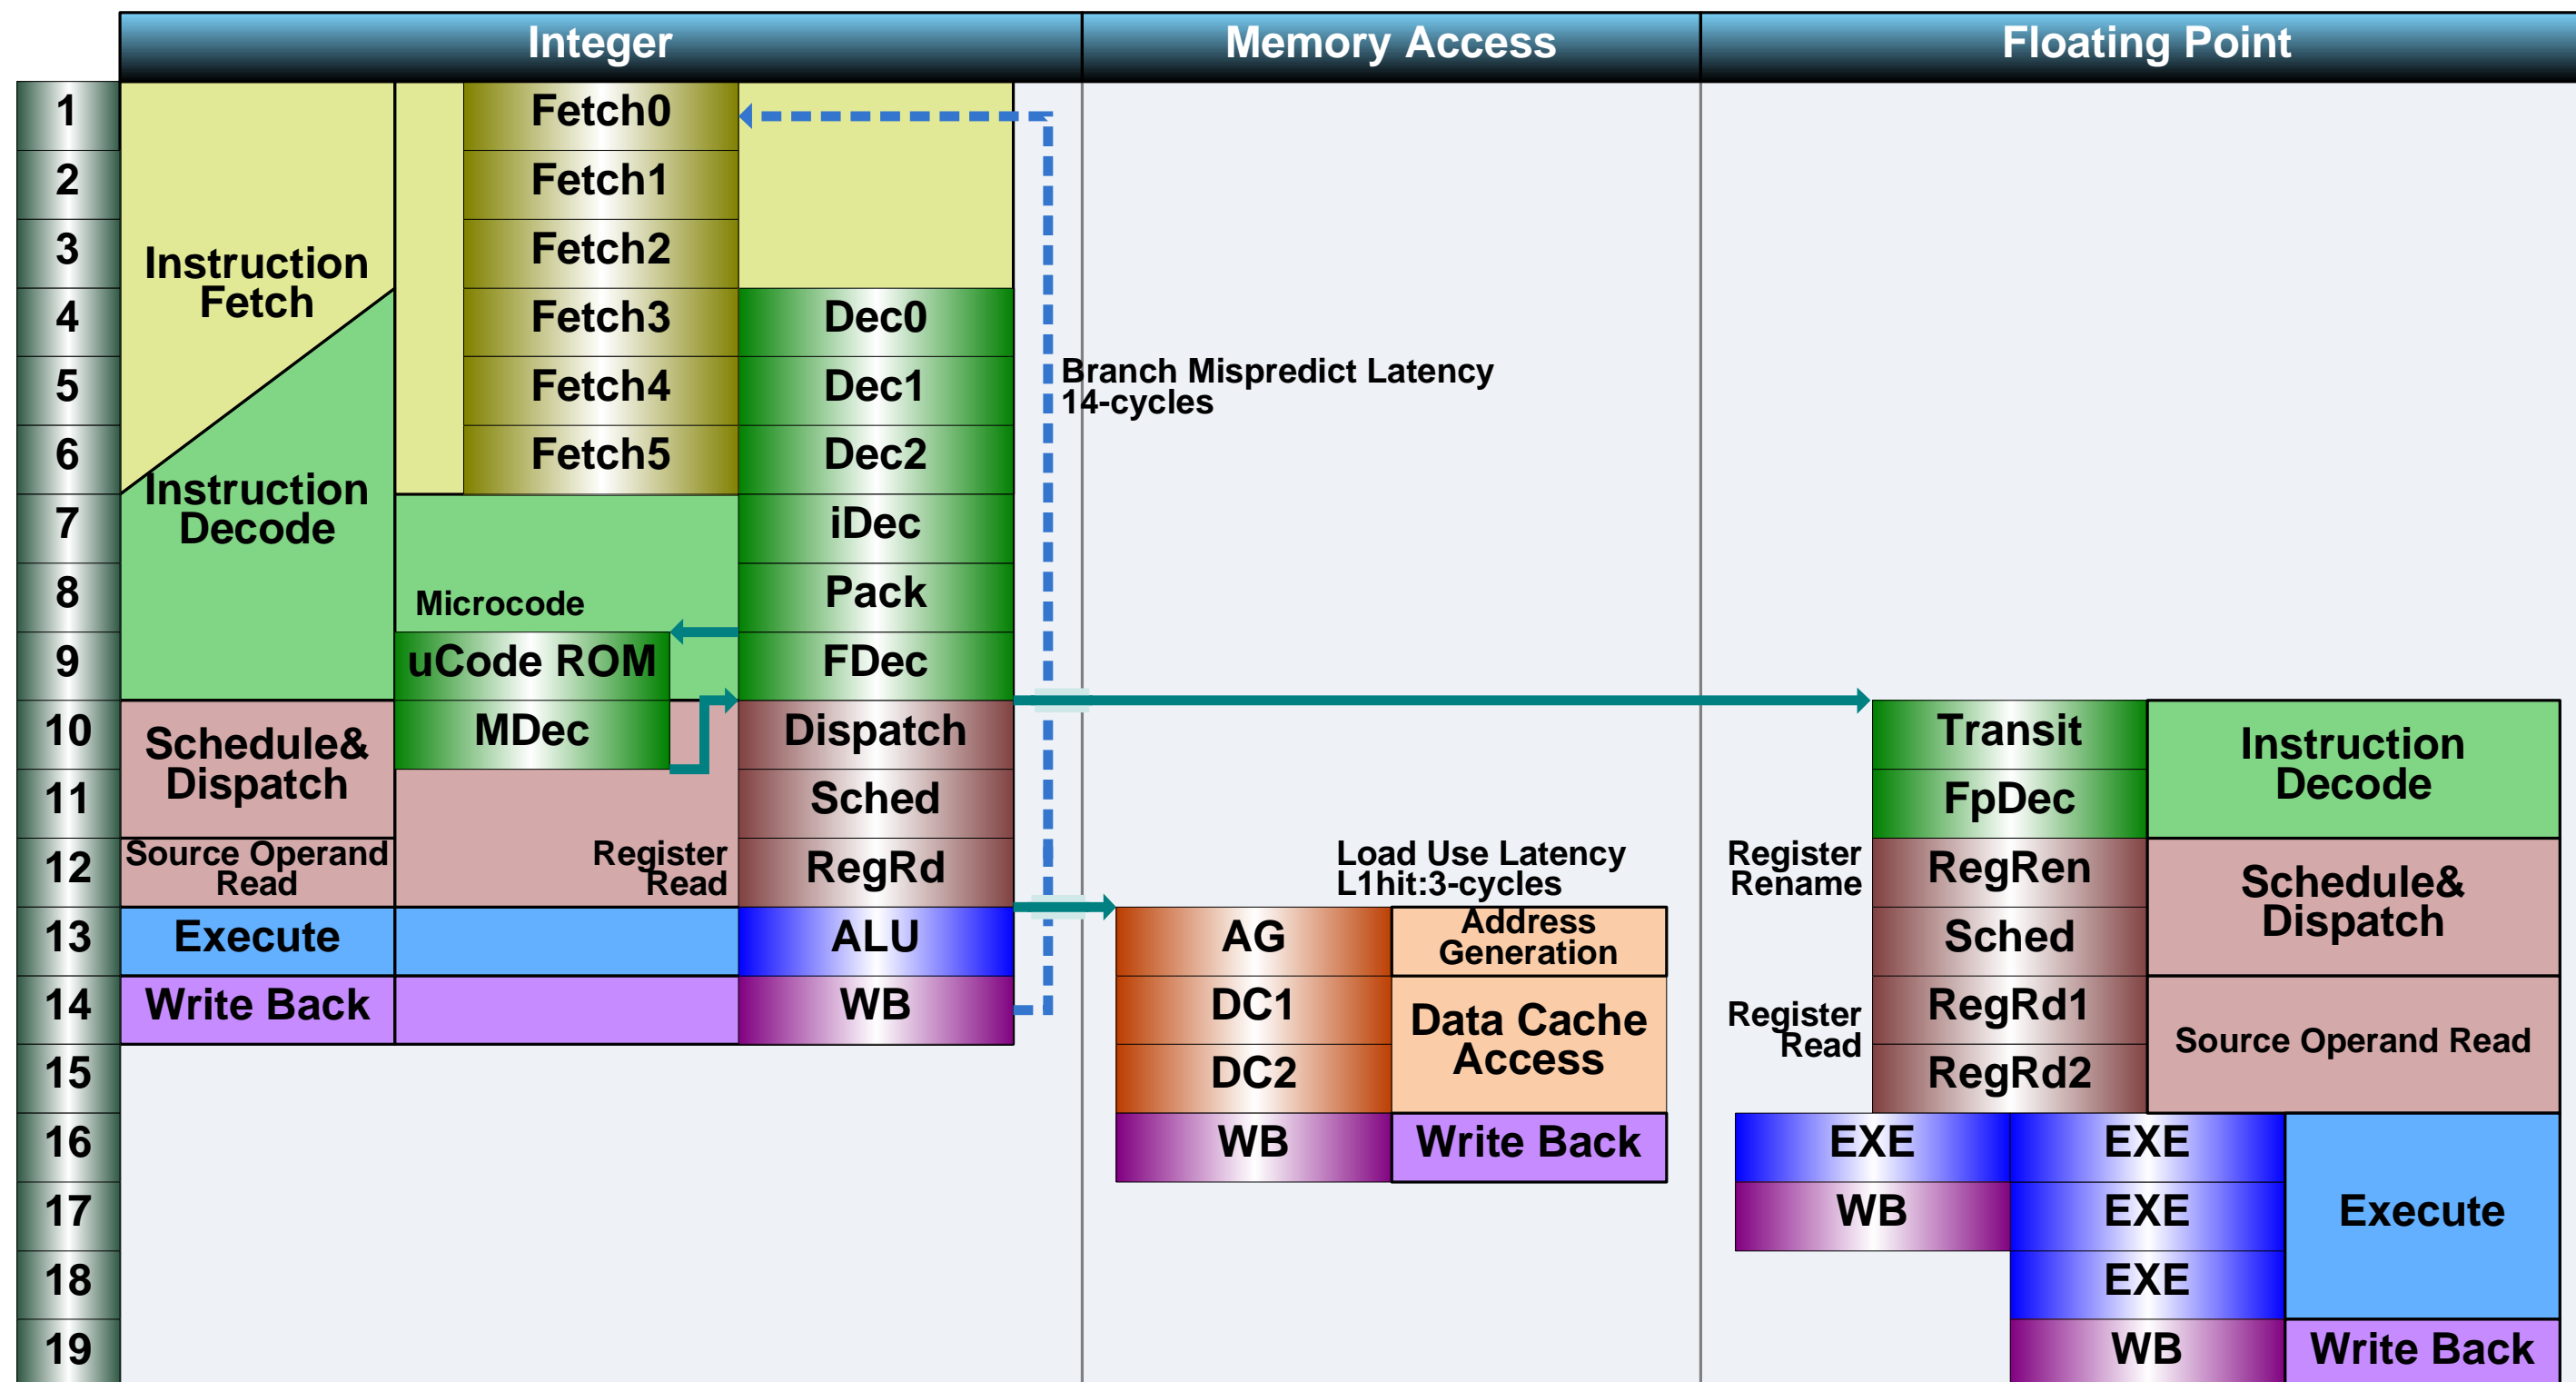 Integer
Memory Access
Floating Point
1
Fetch0
2
Fetch1
3
Fetch2
Instruction
Fetch
4
Fetch3
Dec0
5
Fetch4
Dec1
Branch Mispredict Latency
14-cycles
6
Fetch5
Dec2
Instruction
Decode
7
iDec
8
Microcode
Pack
9
uCode ROM
FDec
10
Schedule&
Dispatch
MDec
Dispatch
Transit
Instruction
Decode
11
Sched
FpDec
12
Source Operand
Read
Register
Read
RegRd
Load Use Latency
L1hit:3-cycles
Register
Rename
RegRen
Schedule&
Dispatch
13
Execute
ALU
AG
Address
Generation
Sched
14
Write Back
WB
DC1
Data Cache
Access
Register
Read
RegRd1
Source Operand Read
15
DC2
RegRd2
16
WB
Write Back
EXE
EXE
17
WB
EXE
Execute
18
EXE
19
WB
Write Back